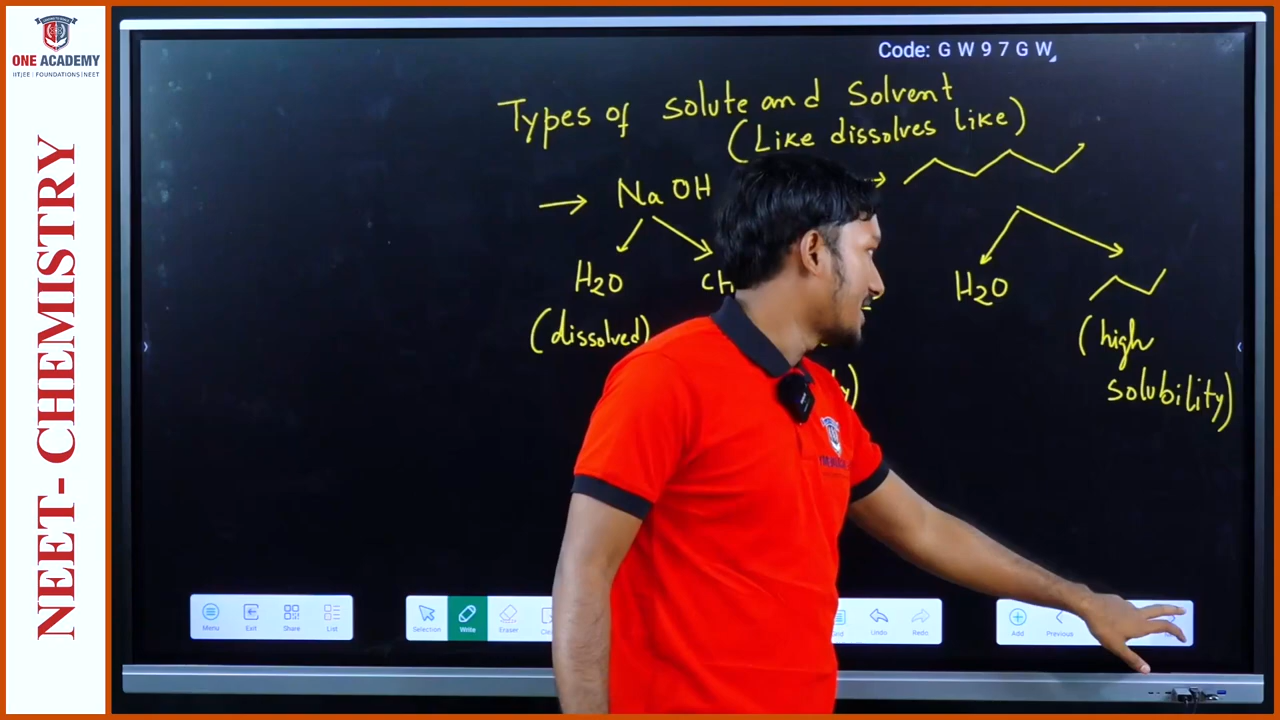 ONE ACADEMY
IIT|JEE | FOUNDATIONS | NEET
NEET- CHEMISTRY
Code: G W 9 7 G W
Types of solute and Solvent
(Like dissolves like)
→ NaOH
→
H2O
H2O
(dissolved)
(high
solubility)
Menu Exit Share List
Selection Write Eraser
Undo Redo
Add Previous